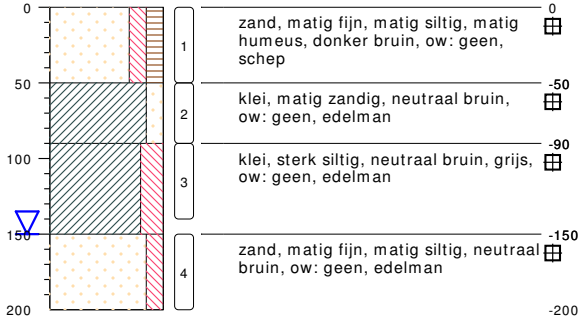 0
zand, matig fijn, matig siltig, matig
humeus, donker bruin, ow: geen,
schep
0
1
50
-50
klei, matig zandig, neutraal bruin,
ow: geen, edelman
2
-90
klei, sterk siltig, neutraal bruin, grijs,
ow: geen, edelman
100
3
150
-150
zand, matig fijn, matig siltig, neutraal
bruin, ow: geen, edelman
4
200
-200